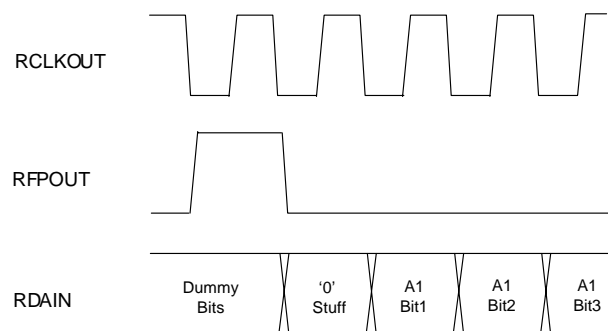 RCLKOUT
RFPOUT
RDAIN
Dummy
Bits
‘0’
Stuff
A1
Bit1
A1
Bit2
A1
Bit3